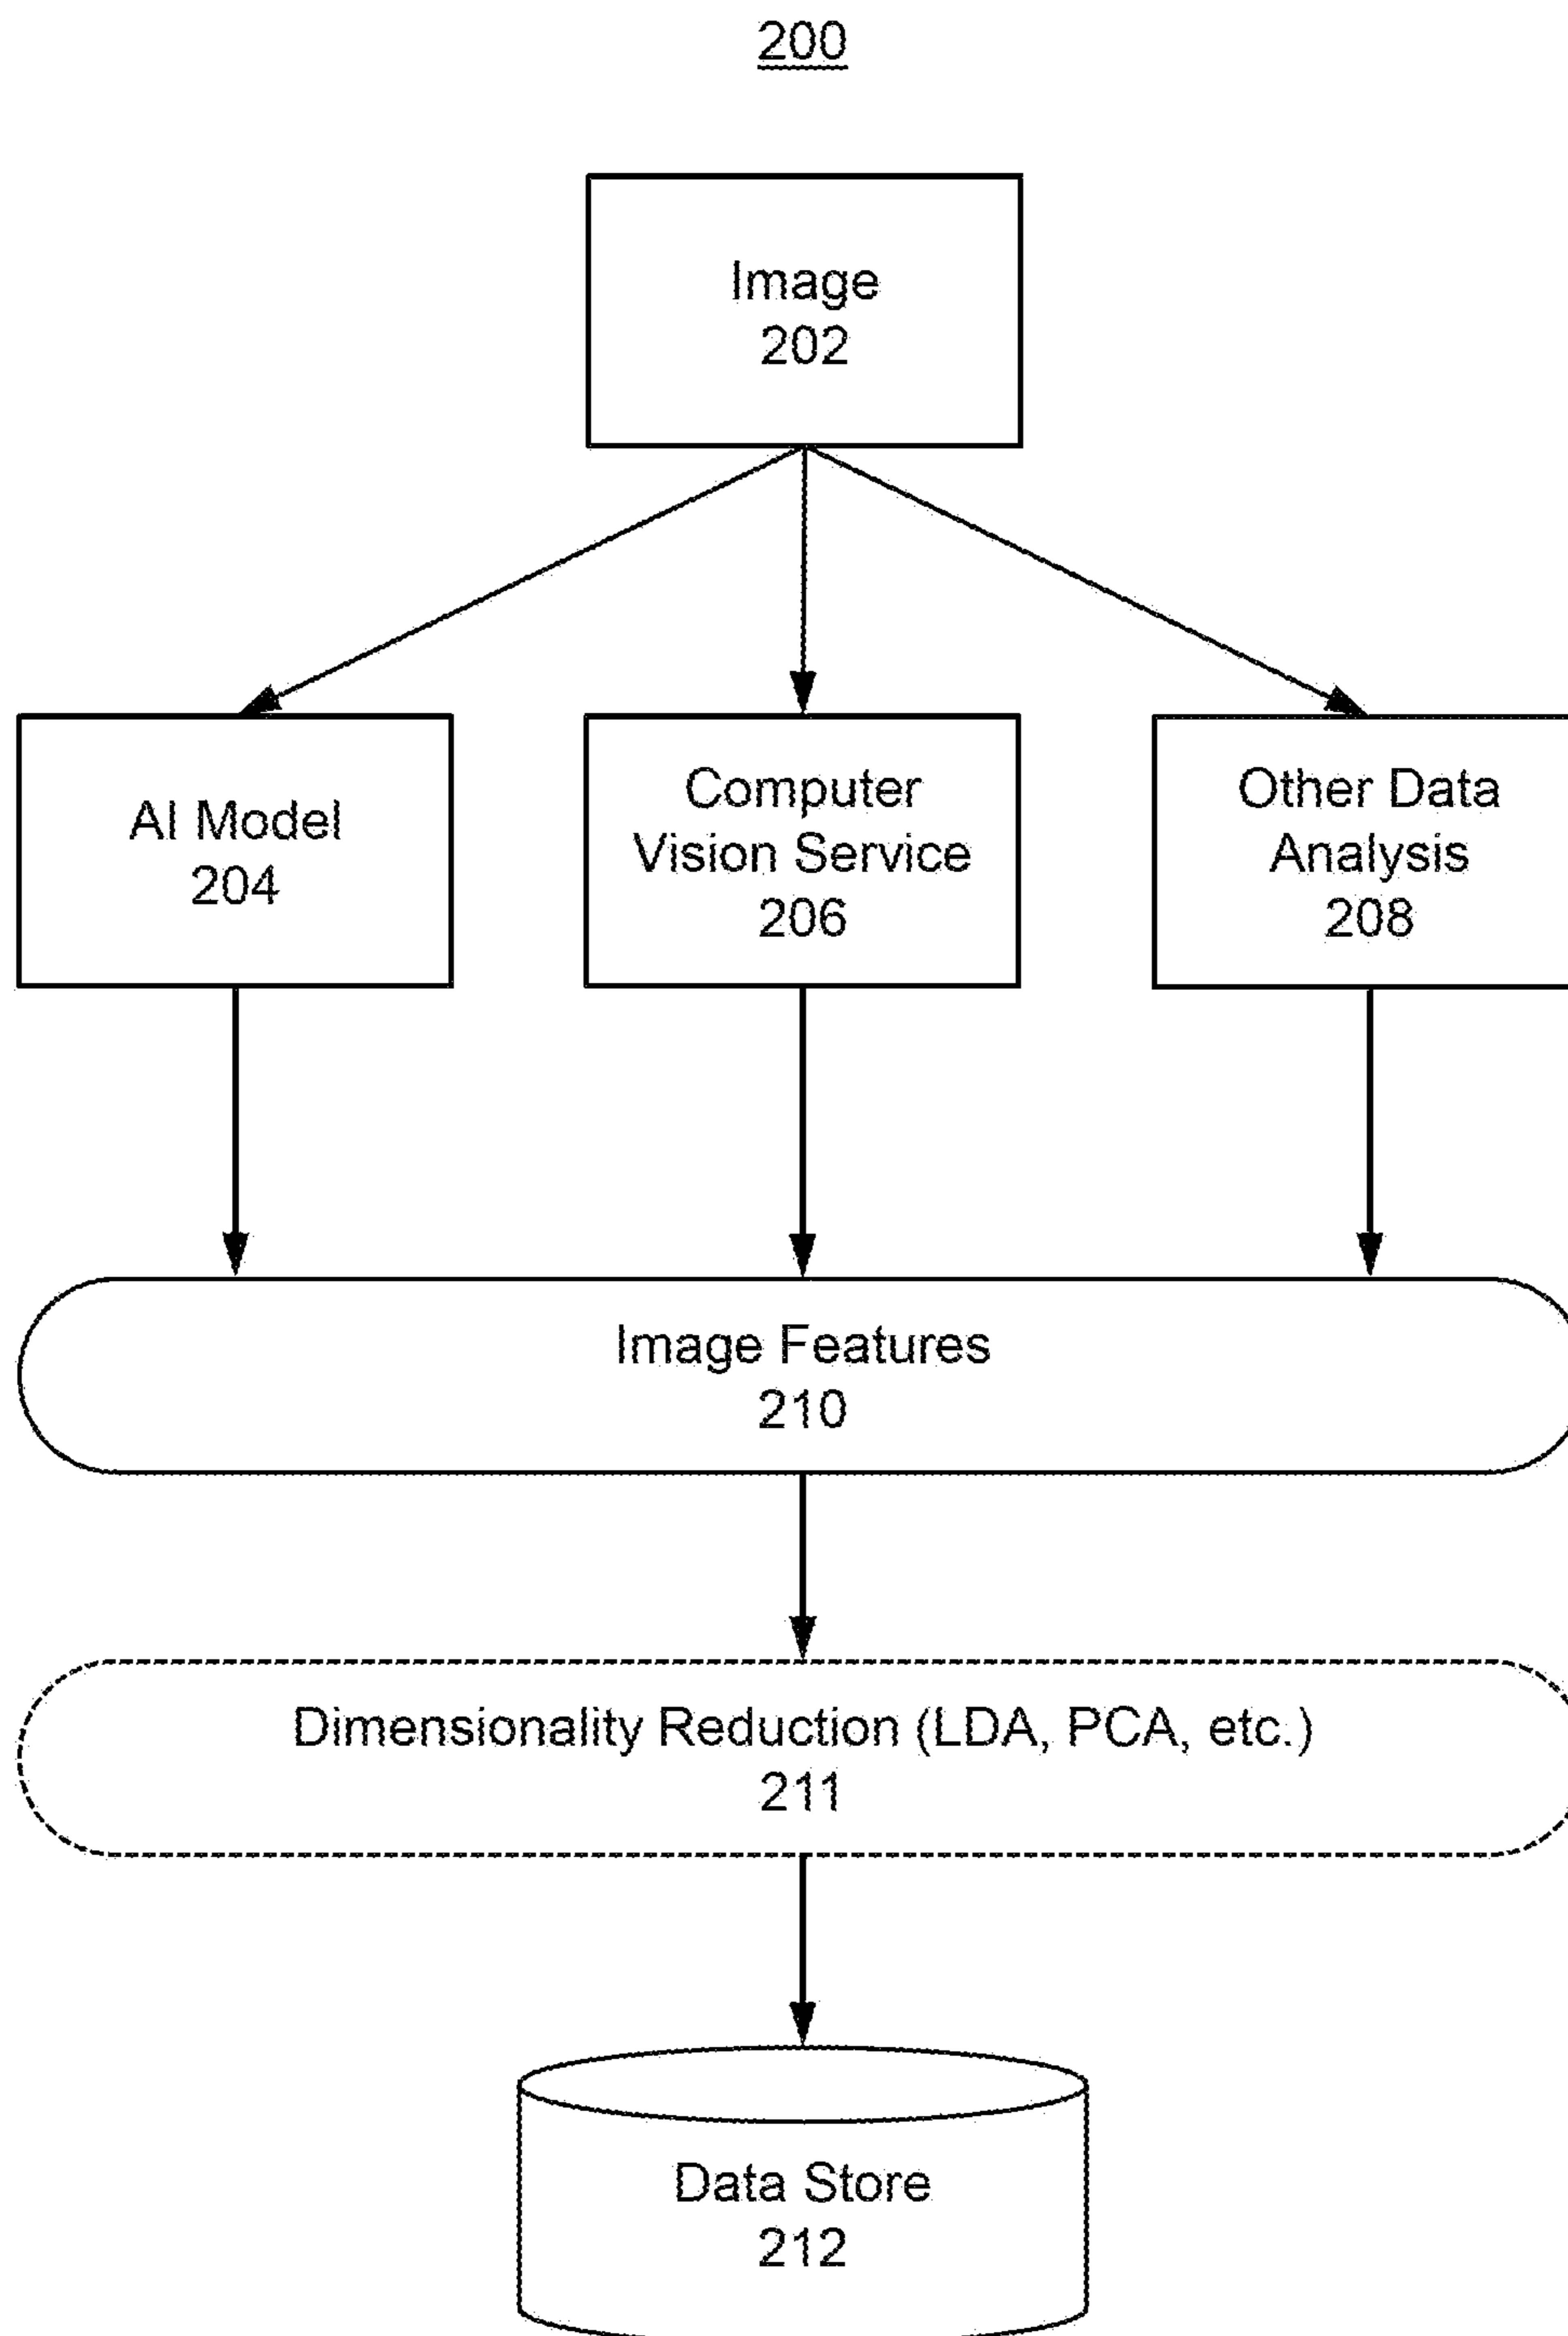 200
Image
202
AI Model
204
Computer
Vision Service
206
Other Data
Analysis
208
Image Features
210
Dimensionality Reduction (LDA, PCA, etc.)
211
Data Store
212